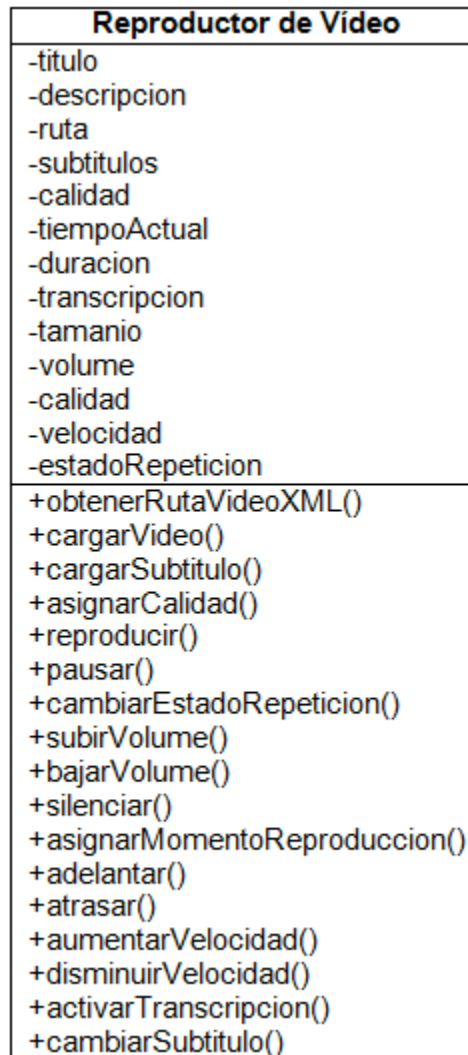 Reproductor de Vídeo
-titulo
-descripcion
-ruta
-subtitulos
-calidad
-tiempoActual
-duracion
-transcripcion
-tamanio
-volume
-calidad
-velocidad
-estadoRepeticion
+obtenerRutaVideoXML()
+cargarVideo()
+cargarSubtitulo()
+asignarCalidad()
+reproducir()
+pausar()
+cambiarEstadoRepeticion()
+subirVolume()
+bajarVolume()
+silenciar()
+asignarMomentoReproduccion()
+adelantar()
+atrasar()
+aumentarVelocidad()
+disminuirVelocidad()
+activarTranscripcion()
+cambiarSubtitulo()